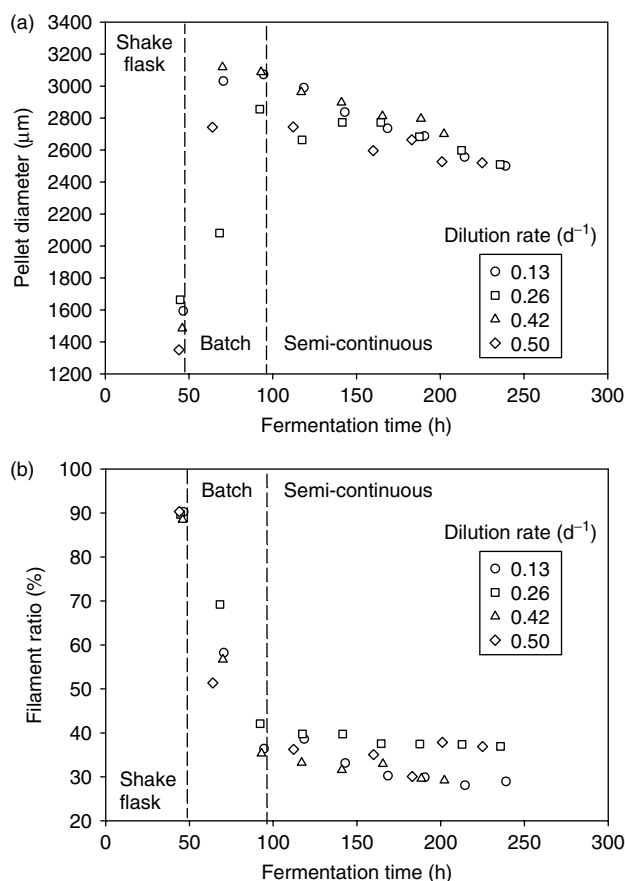 (a)
Shake
flask
Batch
Semi-continuous
Pellet diameter (μm)
3400
3200
3000
2800
2600
2400
2200
2000
1800
1600
1400
1200
Dilution rate (d⁻¹)
0.13
0.26
0.42
0.50
0
50
100
150
200
250
300
Fermentation time (h)
(b)
Batch
Semi-continuous
Shake
flask
Filament ratio (%)
100
90
80
70
60
50
40
30
20
Dilution rate (d⁻¹)
0.13
0.26
0.42
0.50
0
50
100
150
200
250
300
Fermentation time (h)